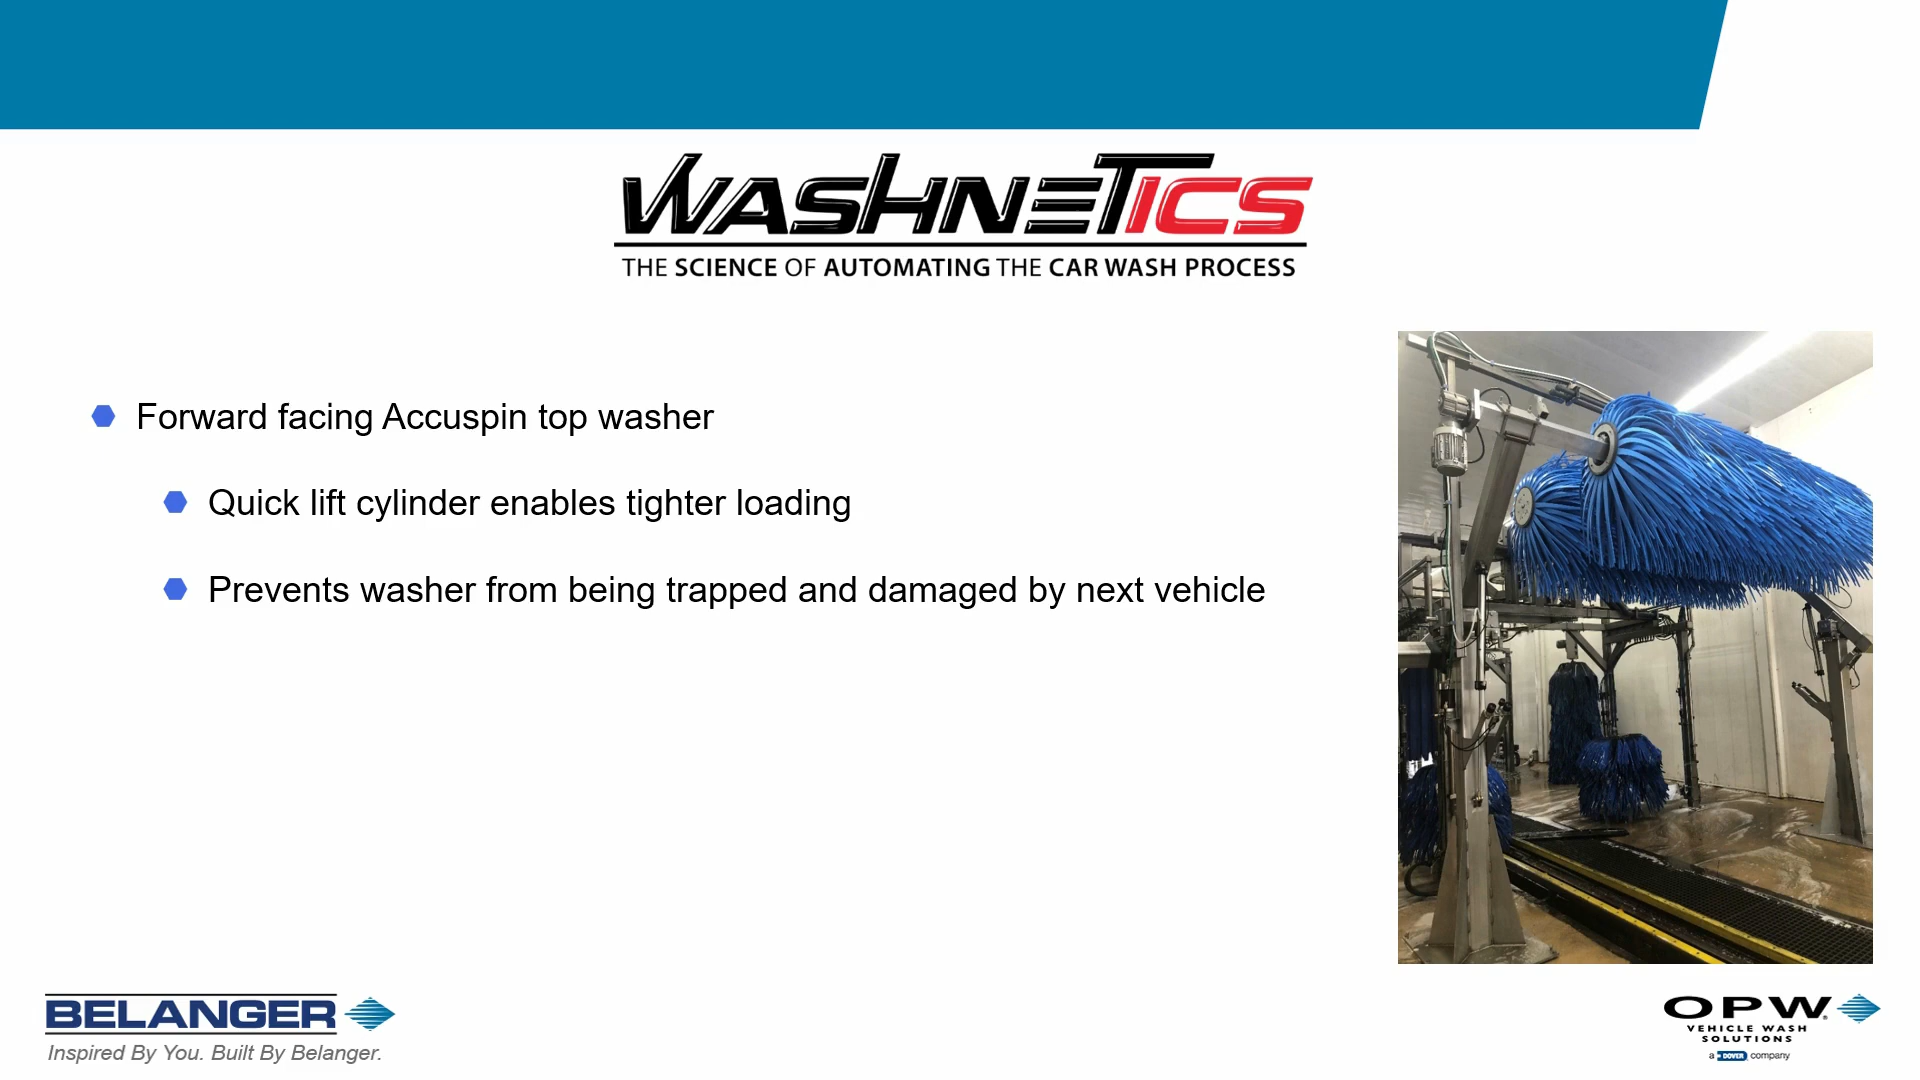 WASHNETICS
THE SCIENCE OF AUTOMATING THE CAR WASH PROCESS
Forward facing Accuspin top washer
Quick lift cylinder enables tighter loading
Prevents washer from being trapped and damaged by next vehicle
BELANGER
Inspired By You. Built By Belanger.
OPW®
VEHICLE WASH
SOLUTIONS
a DOVER company